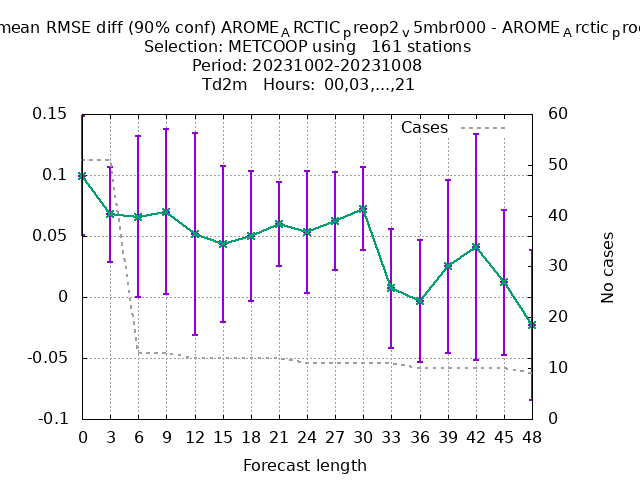 mean RMSE diff (90% conf) AROME_ARCTIC_preop2_v5mbr000 - AROME_Arctic_proc
Selection: METCOOP using 161 stations
Period: 20231002-20231008
Td2m Hours: 00,03,...,21
Cases
0.15
0.1
0.05
0
-0.05
-0.1
60
50
40
30
20
10
0
No cases
0 3 6 9 12 15 18 21 24 27 30 33 36 39 42 45 48
Forecast length